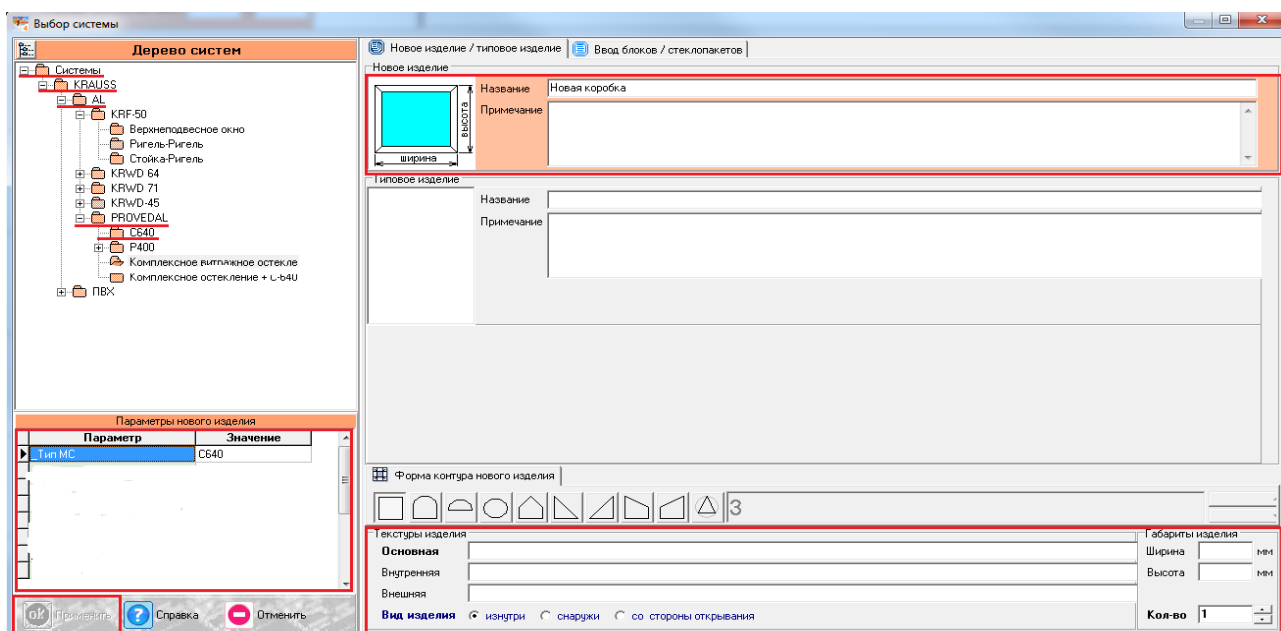 Выбор системы
Дерево систем
Системы
KRAUSS
AL
KRF-50
Верхнеподвесное окно
Ригель-Ригель
Стойка-Ригель
KRWD 64
KRWD 71
KRWD-45
PROVEDAL
C640
P400
Комплексное витражное остекле
Комплексное остекление + C-640
ПВХ
Параметры нового изделия
Параметр Значение
_Тип МС C640
ok Применить ? Справка Отменить
Новое изделие / типовое изделие Ввод блоков / стеклопакетов
Новое изделие
высота
ширина
Название Новая коробка
Примечание
Типовое изделие
Название
Примечание
Форма контура нового изделия
3
Текстуры изделия
Основная
Внутренняя
Внешняя
Вид изделия изнутри снаружи со стороны открывания
Габариты изделия
Ширина мм
Высота мм
Кол-во 1